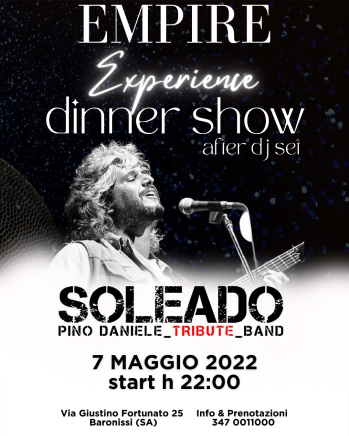 EMPIRE
Experience
dinner show
after dj set
SOLEADO
PINO DANIELE_TRIBUTE_BAND
7 MAGGIO 2022
start h 22:00
Via Giustino Fortunato 25 Info & Prenotazioni
Baronissi (SA) 347 0011000